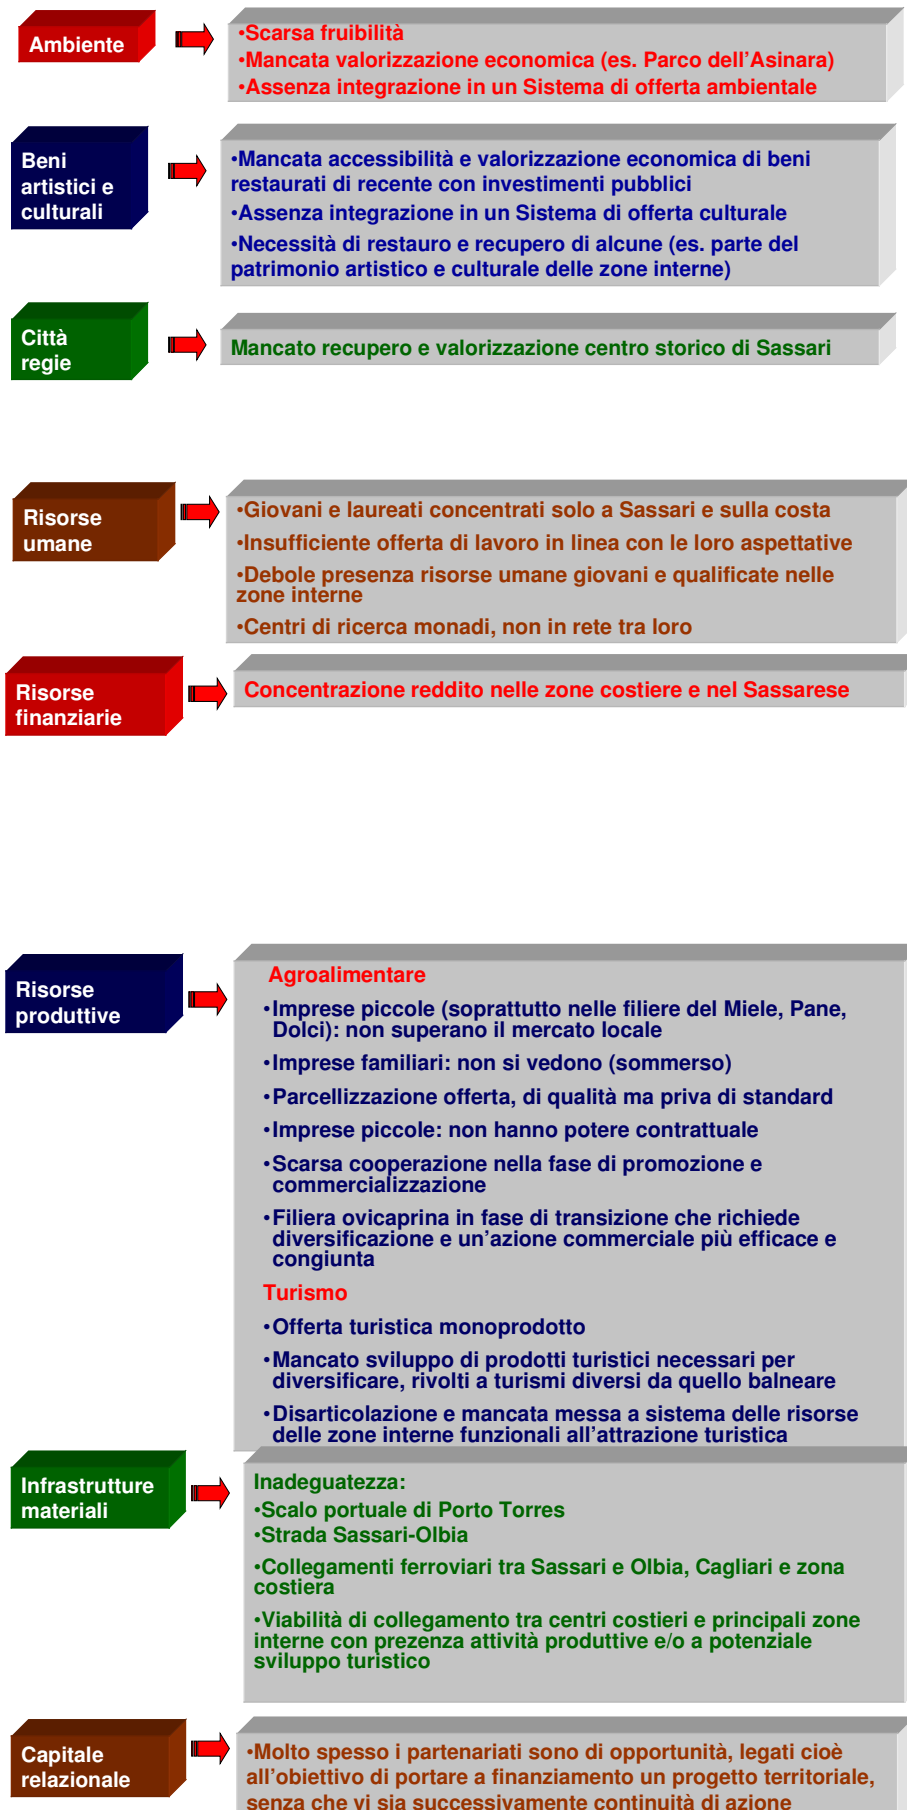 Ambiente
•Scarsa fruibilità
•Mancata valorizzazione economica (es. Parco dell’Asinara)
•Assenza integrazione in un Sistema di offerta ambientale
Beni
artistici e
culturali
•Mancata accessibilità e valorizzazione economica di beni
restaurati di recente con investimenti pubblici
•Assenza integrazione in un Sistema di offerta culturale
•Necessità di restauro e recupero di alcune (es. parte del
patrimonio artistico e culturale delle zone interne)
Città
regie
Mancato recupero e valorizzazione centro storico di Sassari
Risorse
umane
•Giovani e laureati concentrati solo a Sassari e sulla costa
•Insufficiente offerta di lavoro in linea con le loro aspettative
•Debole presenza risorse umane giovani e qualificate nelle
zone interne
•Centri di ricerca monadi, non in rete tra loro
Risorse
finanziarie
Concentrazione reddito nelle zone costiere e nel Sassarese
Risorse
produttive
Agroalimentare
•Imprese piccole (soprattutto nelle filiere del Miele, Pane,
Dolci): non superano il mercato locale
•Imprese familiari: non si vedono (sommerso)
•Parcellizzazione offerta, di qualità ma priva di standard
•Imprese piccole: non hanno potere contrattuale
•Scarsa cooperazione nella fase di promozione e
commercializzazione
•Filiera ovicaprina in fase di transizione che richiede
diversificazione e un’azione commerciale più efficace e
congiunta
Turismo
•Offerta turistica monoprodotto
•Mancato sviluppo di prodotti turistici necessari per
diversificare, rivolti a turismi diversi da quello balneare
•Disarticolazione e mancata messa a sistema delle risorse
delle zone interne funzionali all’attrazione turistica
Infrastrutture
materiali
Inadeguatezza:
•Scalo portuale di Porto Torres
•Strada Sassari-Olbia
•Collegamenti ferroviari tra Sassari e Olbia, Cagliari e zona
costiera
•Viabilità di collegamento tra centri costieri e principali zone
interne con prezenza attività produttive e/o a potenziale
sviluppo turistico
Capitale
relazionale
•Molto spesso i partenariati sono di opportunità, legati cioè
all’obiettivo di portare a finanziamento un progetto territoriale,
senza che vi sia successivamente continuità di azione